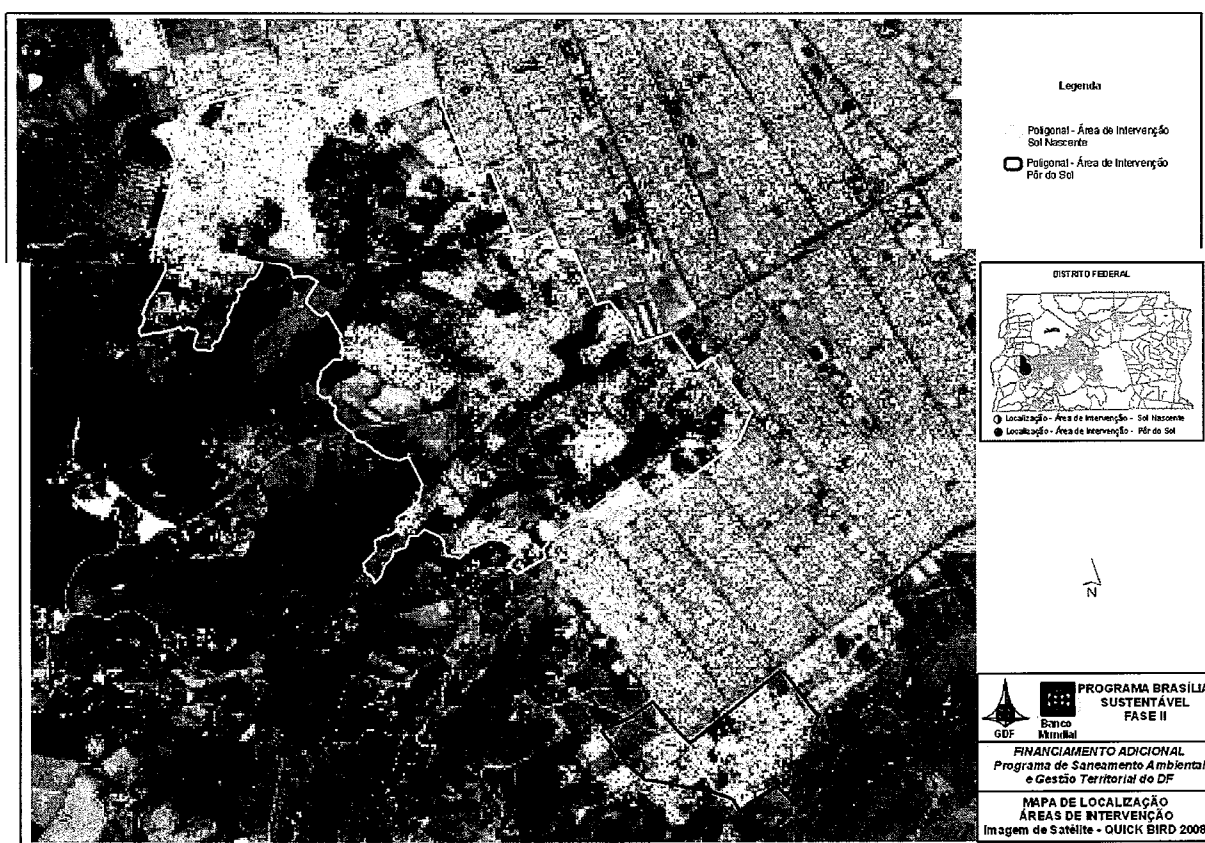 Legenda
Poligonal - Área de Intervenção
Sol Nascente
Poligonal - Área de Intervenção
Pôr do Sol
DISTRITO FEDERAL
Localização - Área de Intervenção - Sol Nascente
Localização - Área de Intervenção - Pôr do Sol
N
GDF
Banco
Mundial
PROGRAMA BRASÍLIA
SUSTENTÁVEL
FASE II
FINANCIAMENTO ADICIONAL
Programa de Saneamento Ambiental
e Gestão Territorial do DF
MAPA DE LOCALIZAÇÃO
ÁREAS DE INTERVENÇÃO
Imagem de Satélite - QUICK BIRD 2008